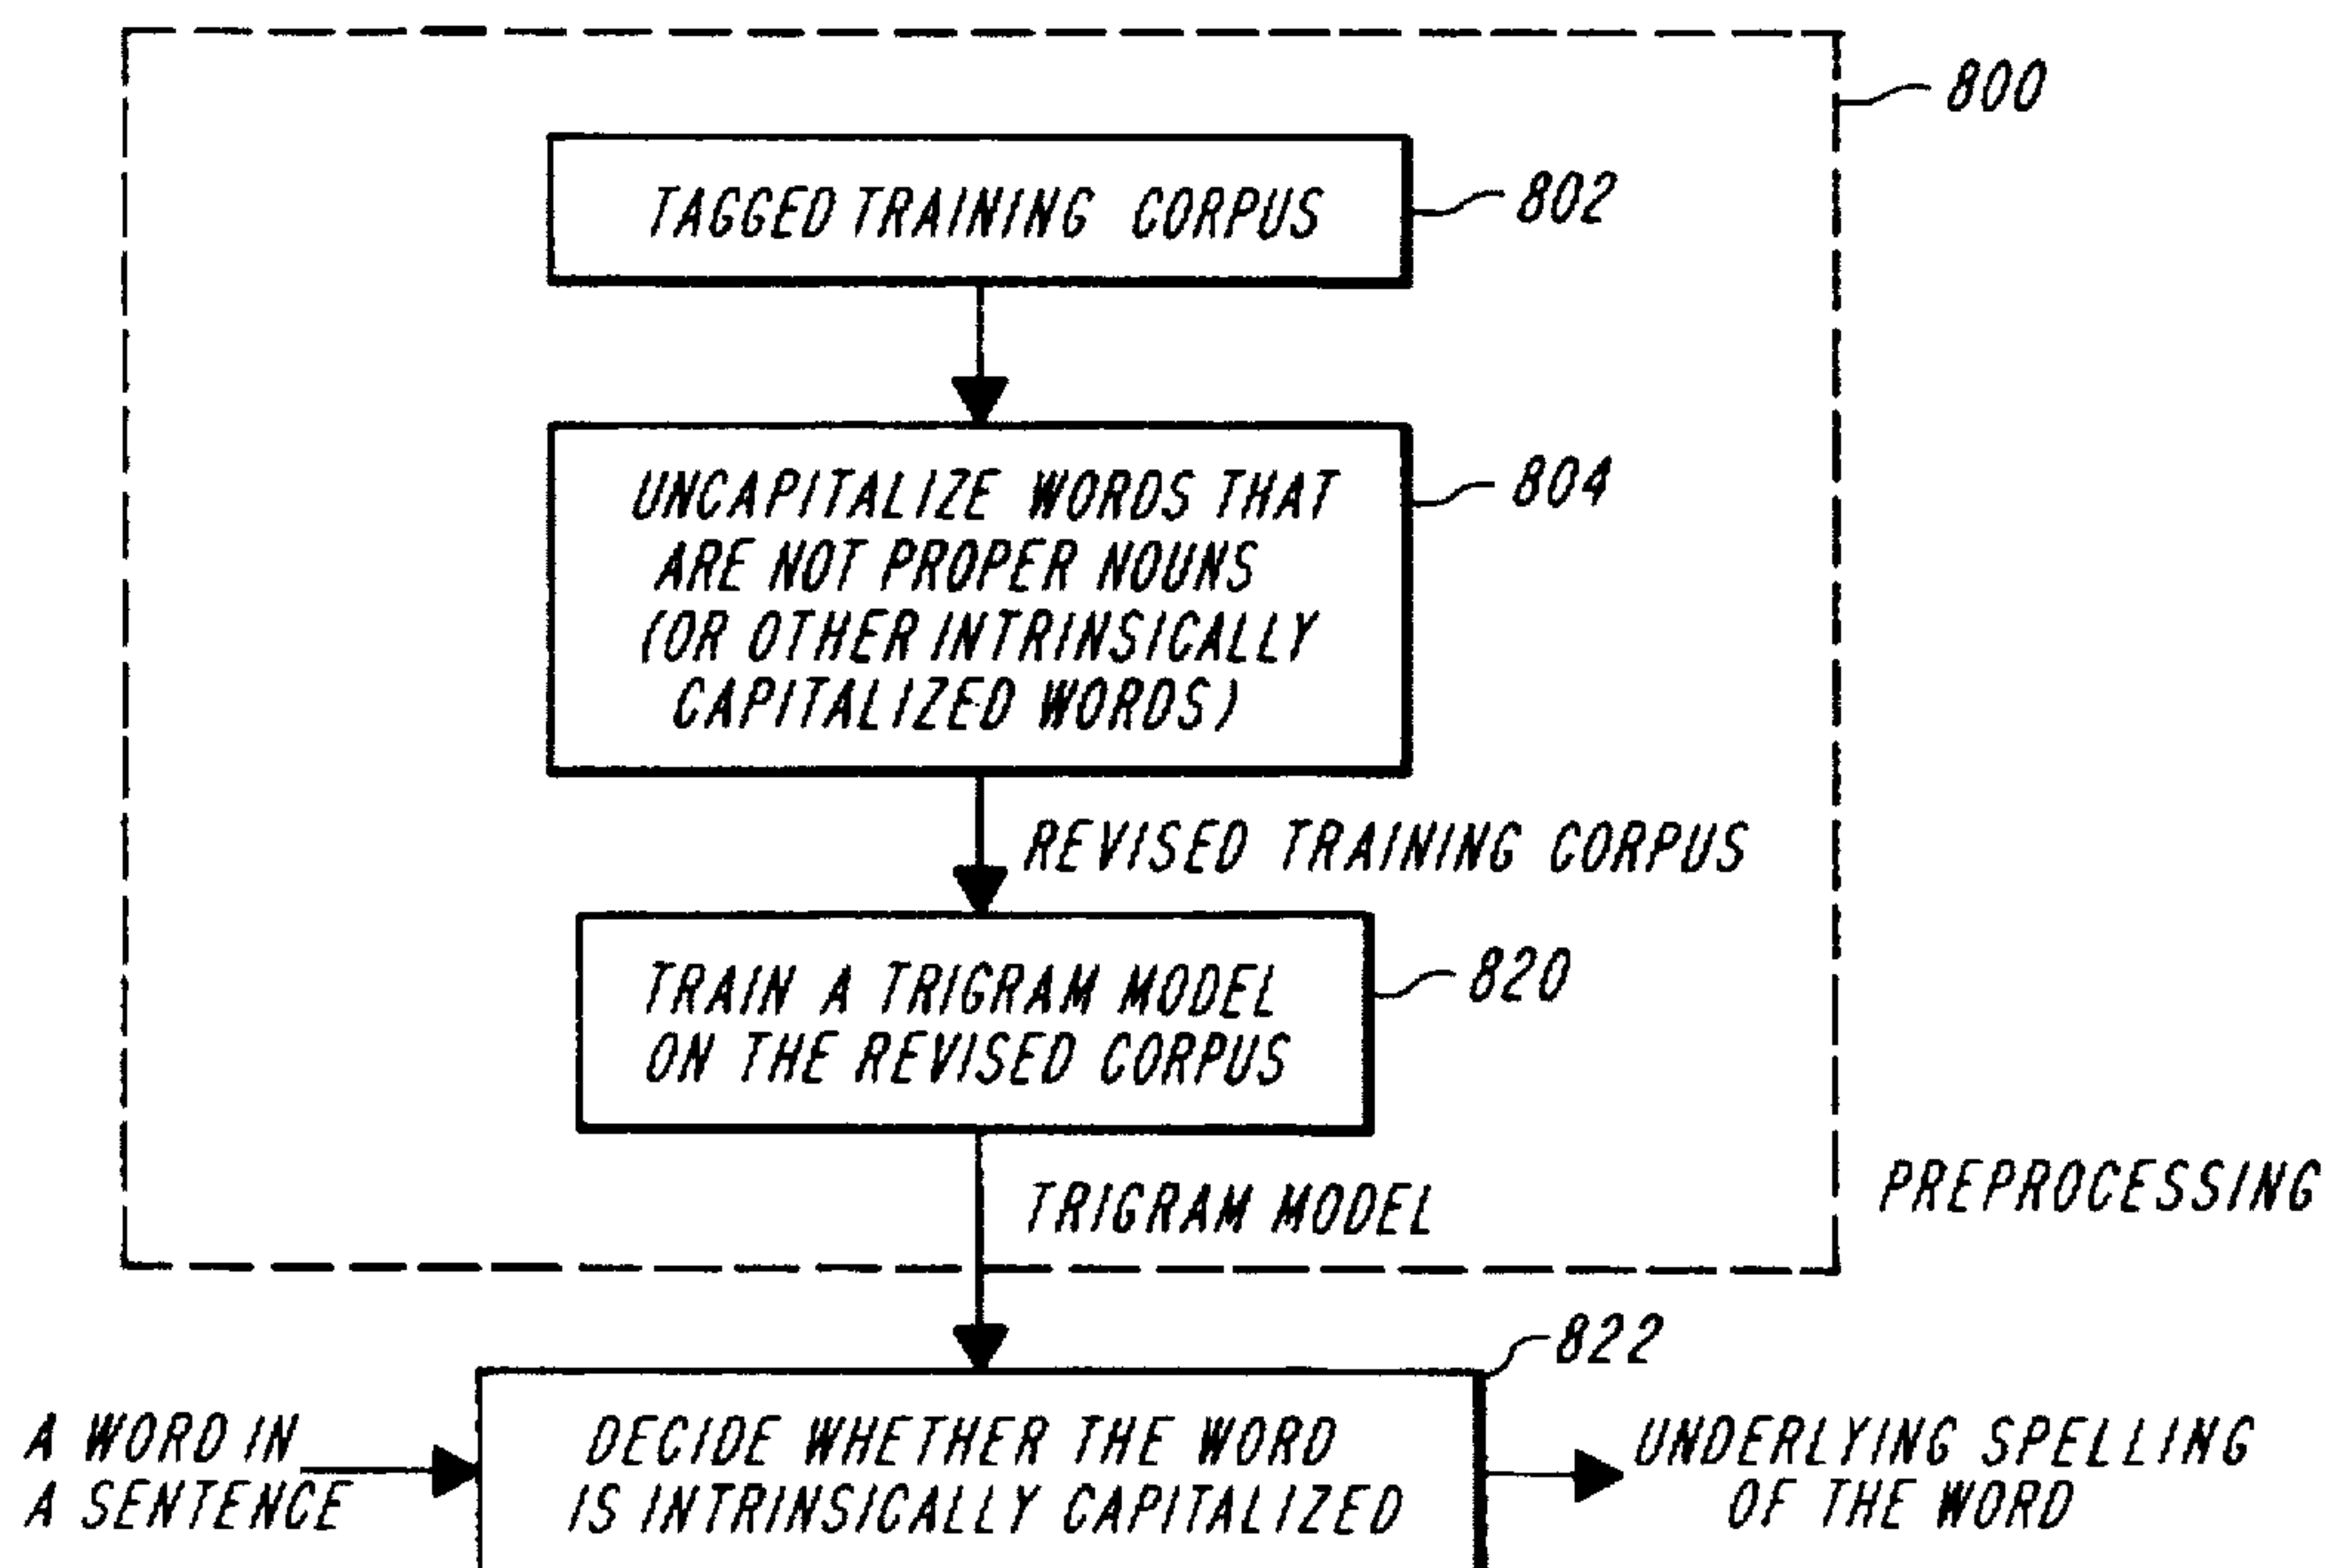 800
TAGGED TRAINING CORPUS
802
UNCAPITALIZE WORDS THAT
ARE NOT PROPER NOUNS
(OR OTHER INTRINSICALLY
CAPITALIZED WORDS)
804
REVISED TRAINING CORPUS
TRAIN A TRIGRAM MODEL
ON THE REVISED CORPUS
820
TRIGRAM MODEL
PREPROCESSING
822
A WORD IN
A SENTENCE
DECIDE WHETHER THE WORD
IS INTRINSICALLY CAPITALIZED
UNDERLYING SPELLING
OF THE WORD